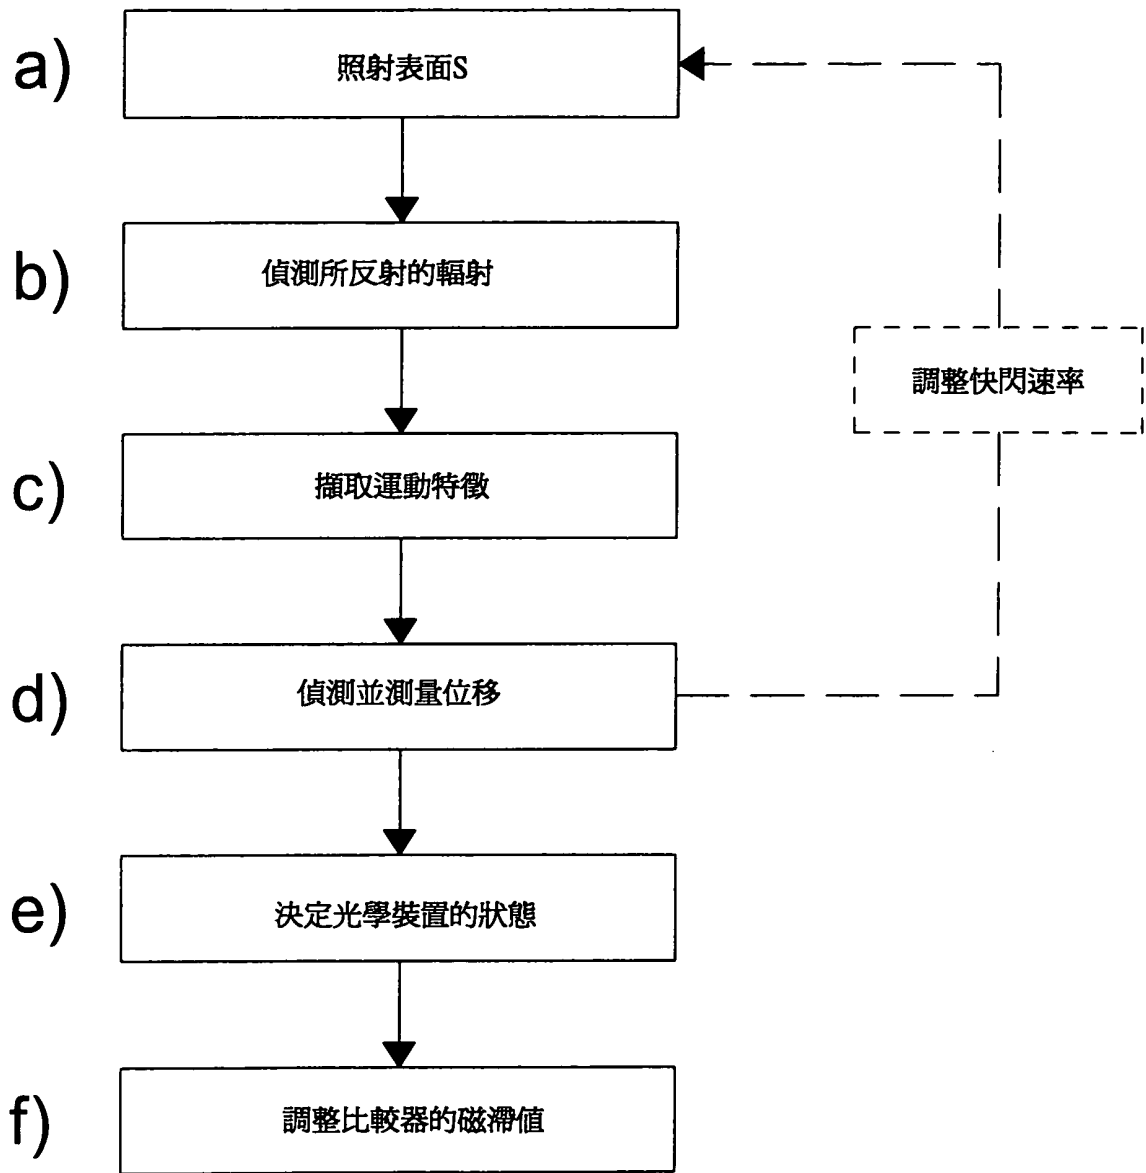 a) 照射表面S
b) 偵測所反射的輻射
調整快閃速率
c) 擷取運動特徵
d) 偵測並測量位移
e) 決定光學裝置的狀態
f) 調整比較器的磁滯值